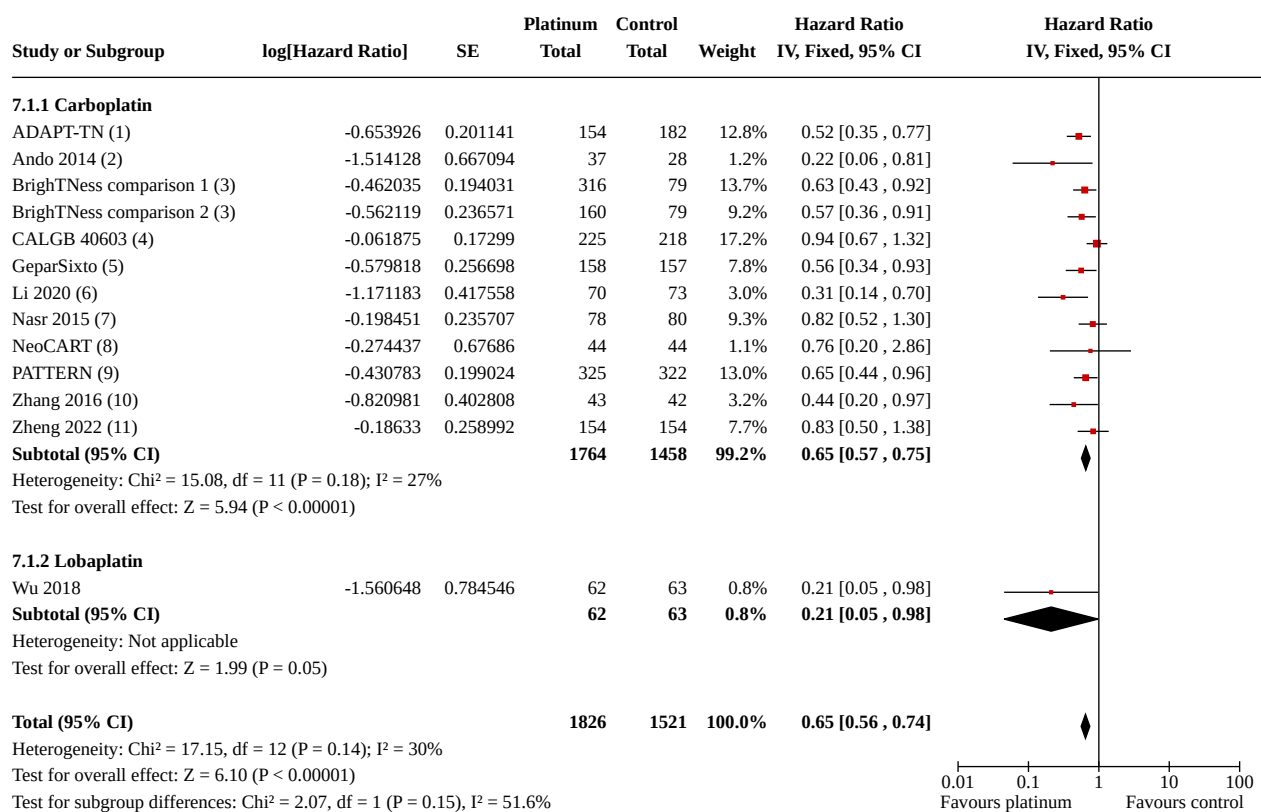 Platinum Control Hazard Ratio Hazard Ratio
Study or Subgroup log[Hazard Ratio] SE Total Total Weight IV, Fixed, 95% CI IV, Fixed, 95% CI
7.1.1 Carboplatin
ADAPT-TN (1) -0.653926 0.201141 154 182 12.8% 0.52 [0.35 , 0.77]
Ando 2014 (2) -1.514128 0.667094 37 28 1.2% 0.22 [0.06 , 0.81]
BrighTNess comparison 1 (3) -0.462035 0.194031 316 79 13.7% 0.63 [0.43 , 0.92]
BrighTNess comparison 2 (3) -0.562119 0.236571 160 79 9.2% 0.57 [0.36 , 0.91]
CALGB 40603 (4) -0.061875 0.17299 225 218 17.2% 0.94 [0.67 , 1.32]
GeparSixto (5) -0.579818 0.256698 158 157 7.8% 0.56 [0.34 , 0.93]
Li 2020 (6) -1.171183 0.417558 70 73 3.0% 0.31 [0.14 , 0.70]
Nasr 2015 (7) -0.198451 0.235707 78 80 9.3% 0.82 [0.52 , 1.30]
NeoCART (8) -0.274437 0.67686 44 44 1.1% 0.76 [0.20 , 2.86]
PATTERN (9) -0.430783 0.199024 325 322 13.0% 0.65 [0.44 , 0.96]
Zhang 2016 (10) -0.820981 0.402808 43 42 3.2% 0.44 [0.20 , 0.97]
Zheng 2022 (11) -0.18633 0.258992 154 154 7.7% 0.83 [0.50 , 1.38]
Subtotal (95% CI) 1764 1458 99.2% 0.65 [0.57 , 0.75]
Heterogeneity: Chi² = 15.08, df = 11 (P = 0.18); I² = 27%
Test for overall effect: Z = 5.94 (P < 0.00001)
7.1.2 Lobaplatin
Wu 2018 -1.560648 0.784546 62 63 0.8% 0.21 [0.05 , 0.98]
Subtotal (95% CI) 62 63 0.8% 0.21 [0.05 , 0.98]
Heterogeneity: Not applicable
Test for overall effect: Z = 1.99 (P = 0.05)
Total (95% CI) 1826 1521 100.0% 0.65 [0.56 , 0.74]
Heterogeneity: Chi² = 17.15, df = 12 (P = 0.14); I² = 30%
Test for overall effect: Z = 6.10 (P < 0.00001)
Test for subgroup differences: Chi² = 2.07, df = 1 (P = 0.15), I² = 51.6%
0.01 0.1 1 10 100
Favours platinum Favours control